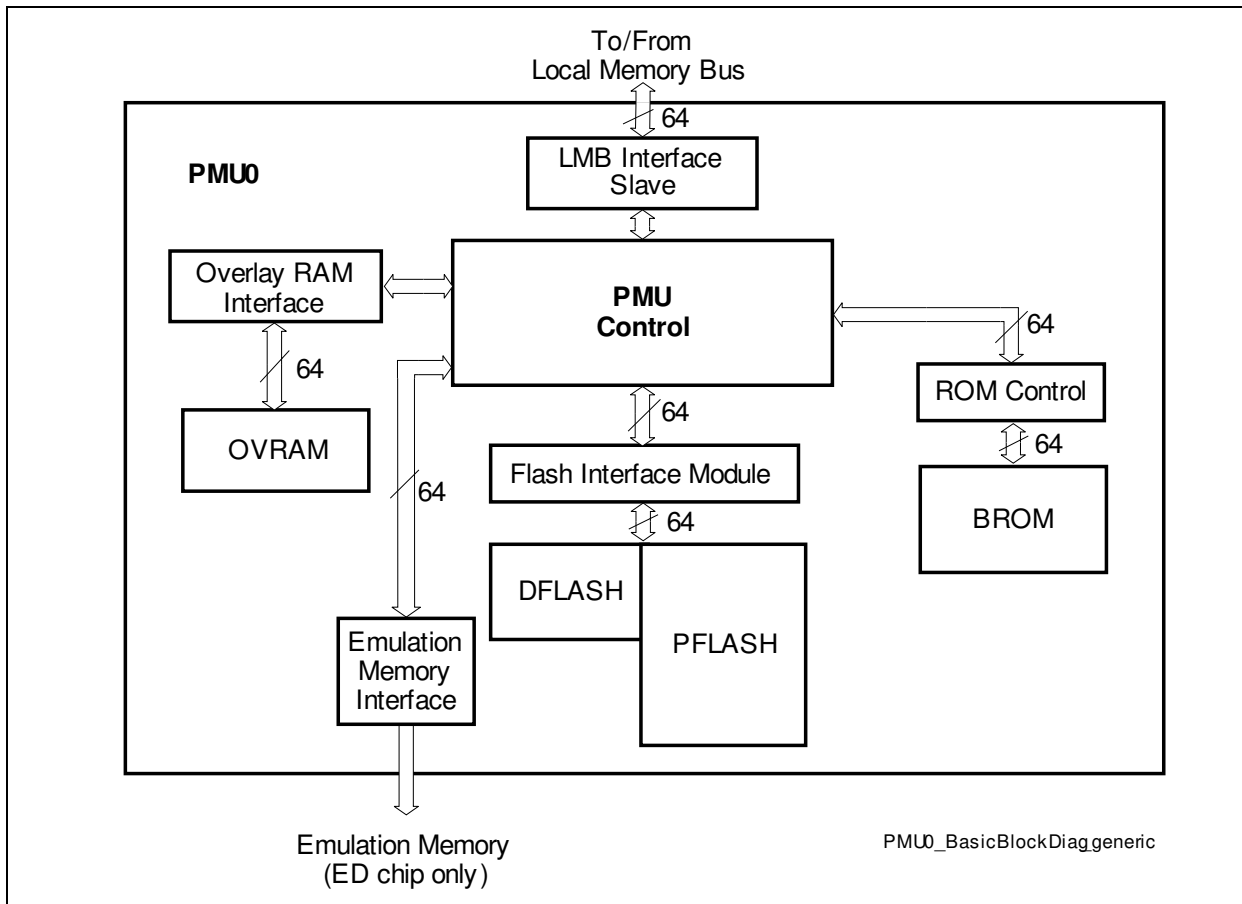 To/From
Local Memory Bus
64
LMB Interface
Slave
PMU0
Overlay RAM
Interface
PMU
Control
64
64
64
ROM Control
OVRAM
64
Flash Interface Module
64
BROM
64
DFLASH
PFLASH
Emulation
Memory
Interface
Emulation Memory
(ED chip only)
PMU0_BasicBlockDiag.generic